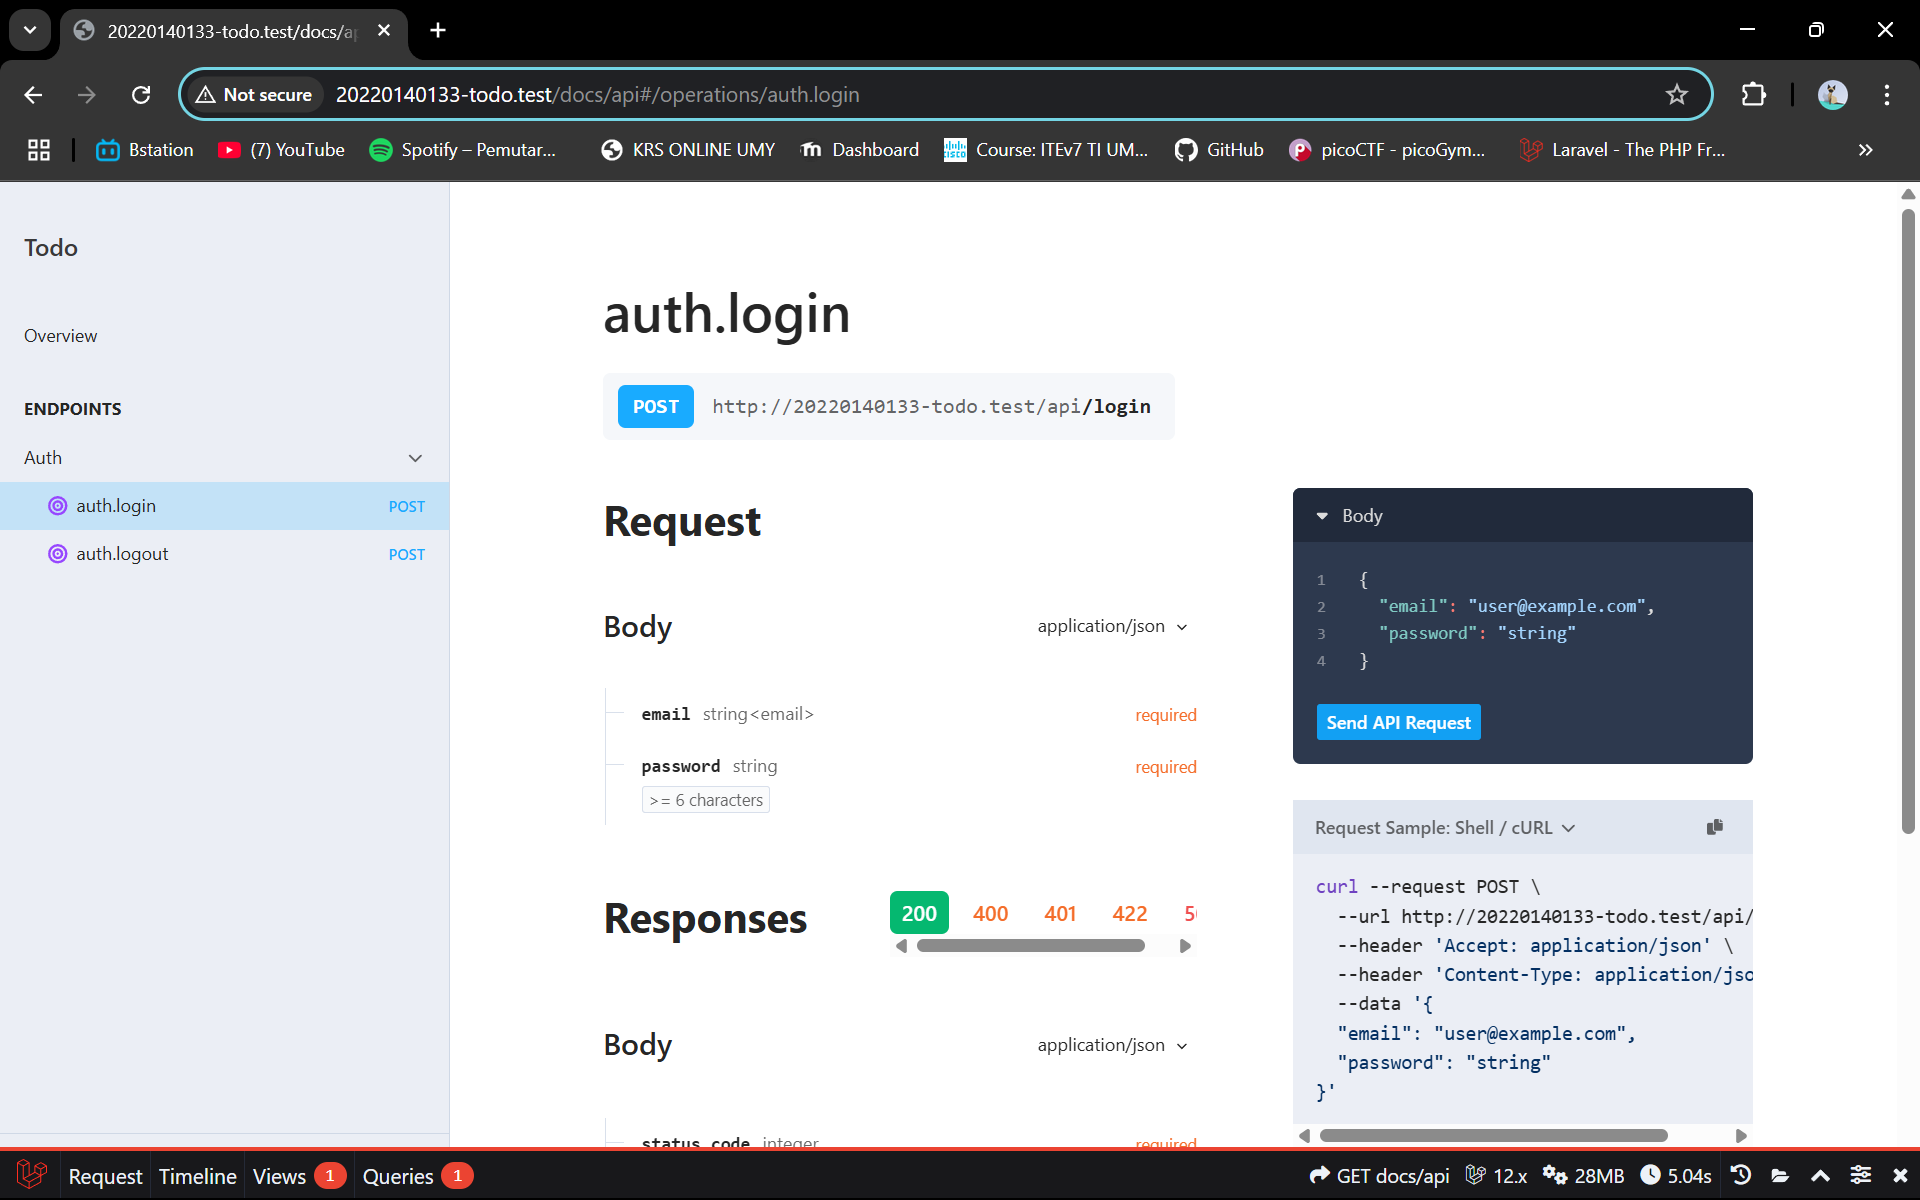 20220140133-todo.test/docs/ap
Not secure
20220140133-todo.test/docs/api#/operations/auth.login
Bstation
(7) YouTube
Spotify – Pemutar...
KRS ONLINE UMY
Dashboard
Course: ITEv7 TI UM...
GitHub
picoCTF - picoGym...
Laravel - The PHP Fr...
Todo
Overview
ENDPOINTS
Auth
auth.login POST
auth.logout POST
auth.login
POST http://20220140133-todo.test/api/login
Request
Body application/json
email string<email> required
password string required
>= 6 characters
Responses 200 400 401 422 50
Body application/json
status_code integer required
Body
1 {
2 "email": "user@example.com",
3 "password": "string"
4 }
Send API Request
Request Sample: Shell / cURL
curl --request POST \
--url http://20220140133-todo.test/api/
--header 'Accept: application/json' \
--header 'Content-Type: application/jso
--data '{
"email": "user@example.com",
"password": "string"
}'
Request Timeline Views 1 Queries 1
GET docs/api 12.x 28MB 5.04s